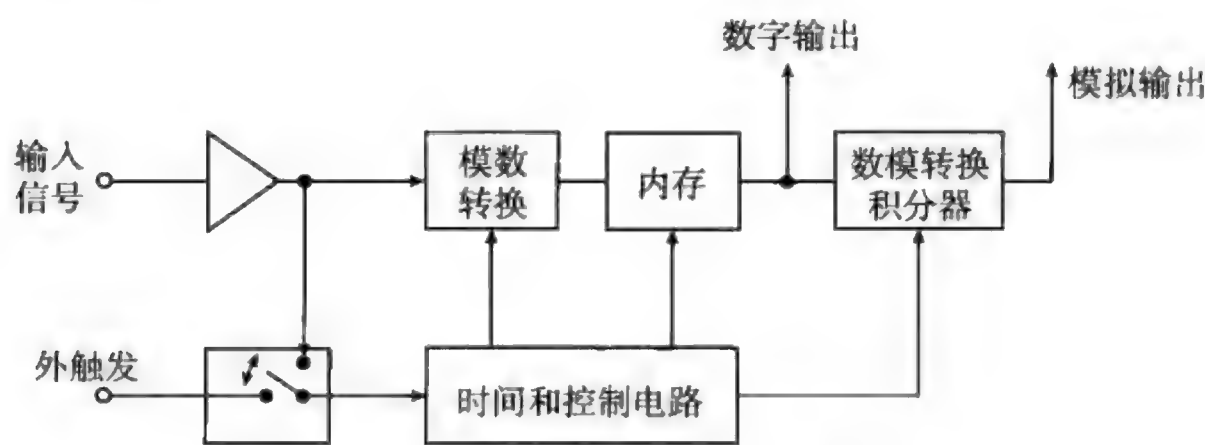 数字输出
模拟输出
输入
信号
模数
转换
内存
数模转换
积分器
外触发
时间和控制电路